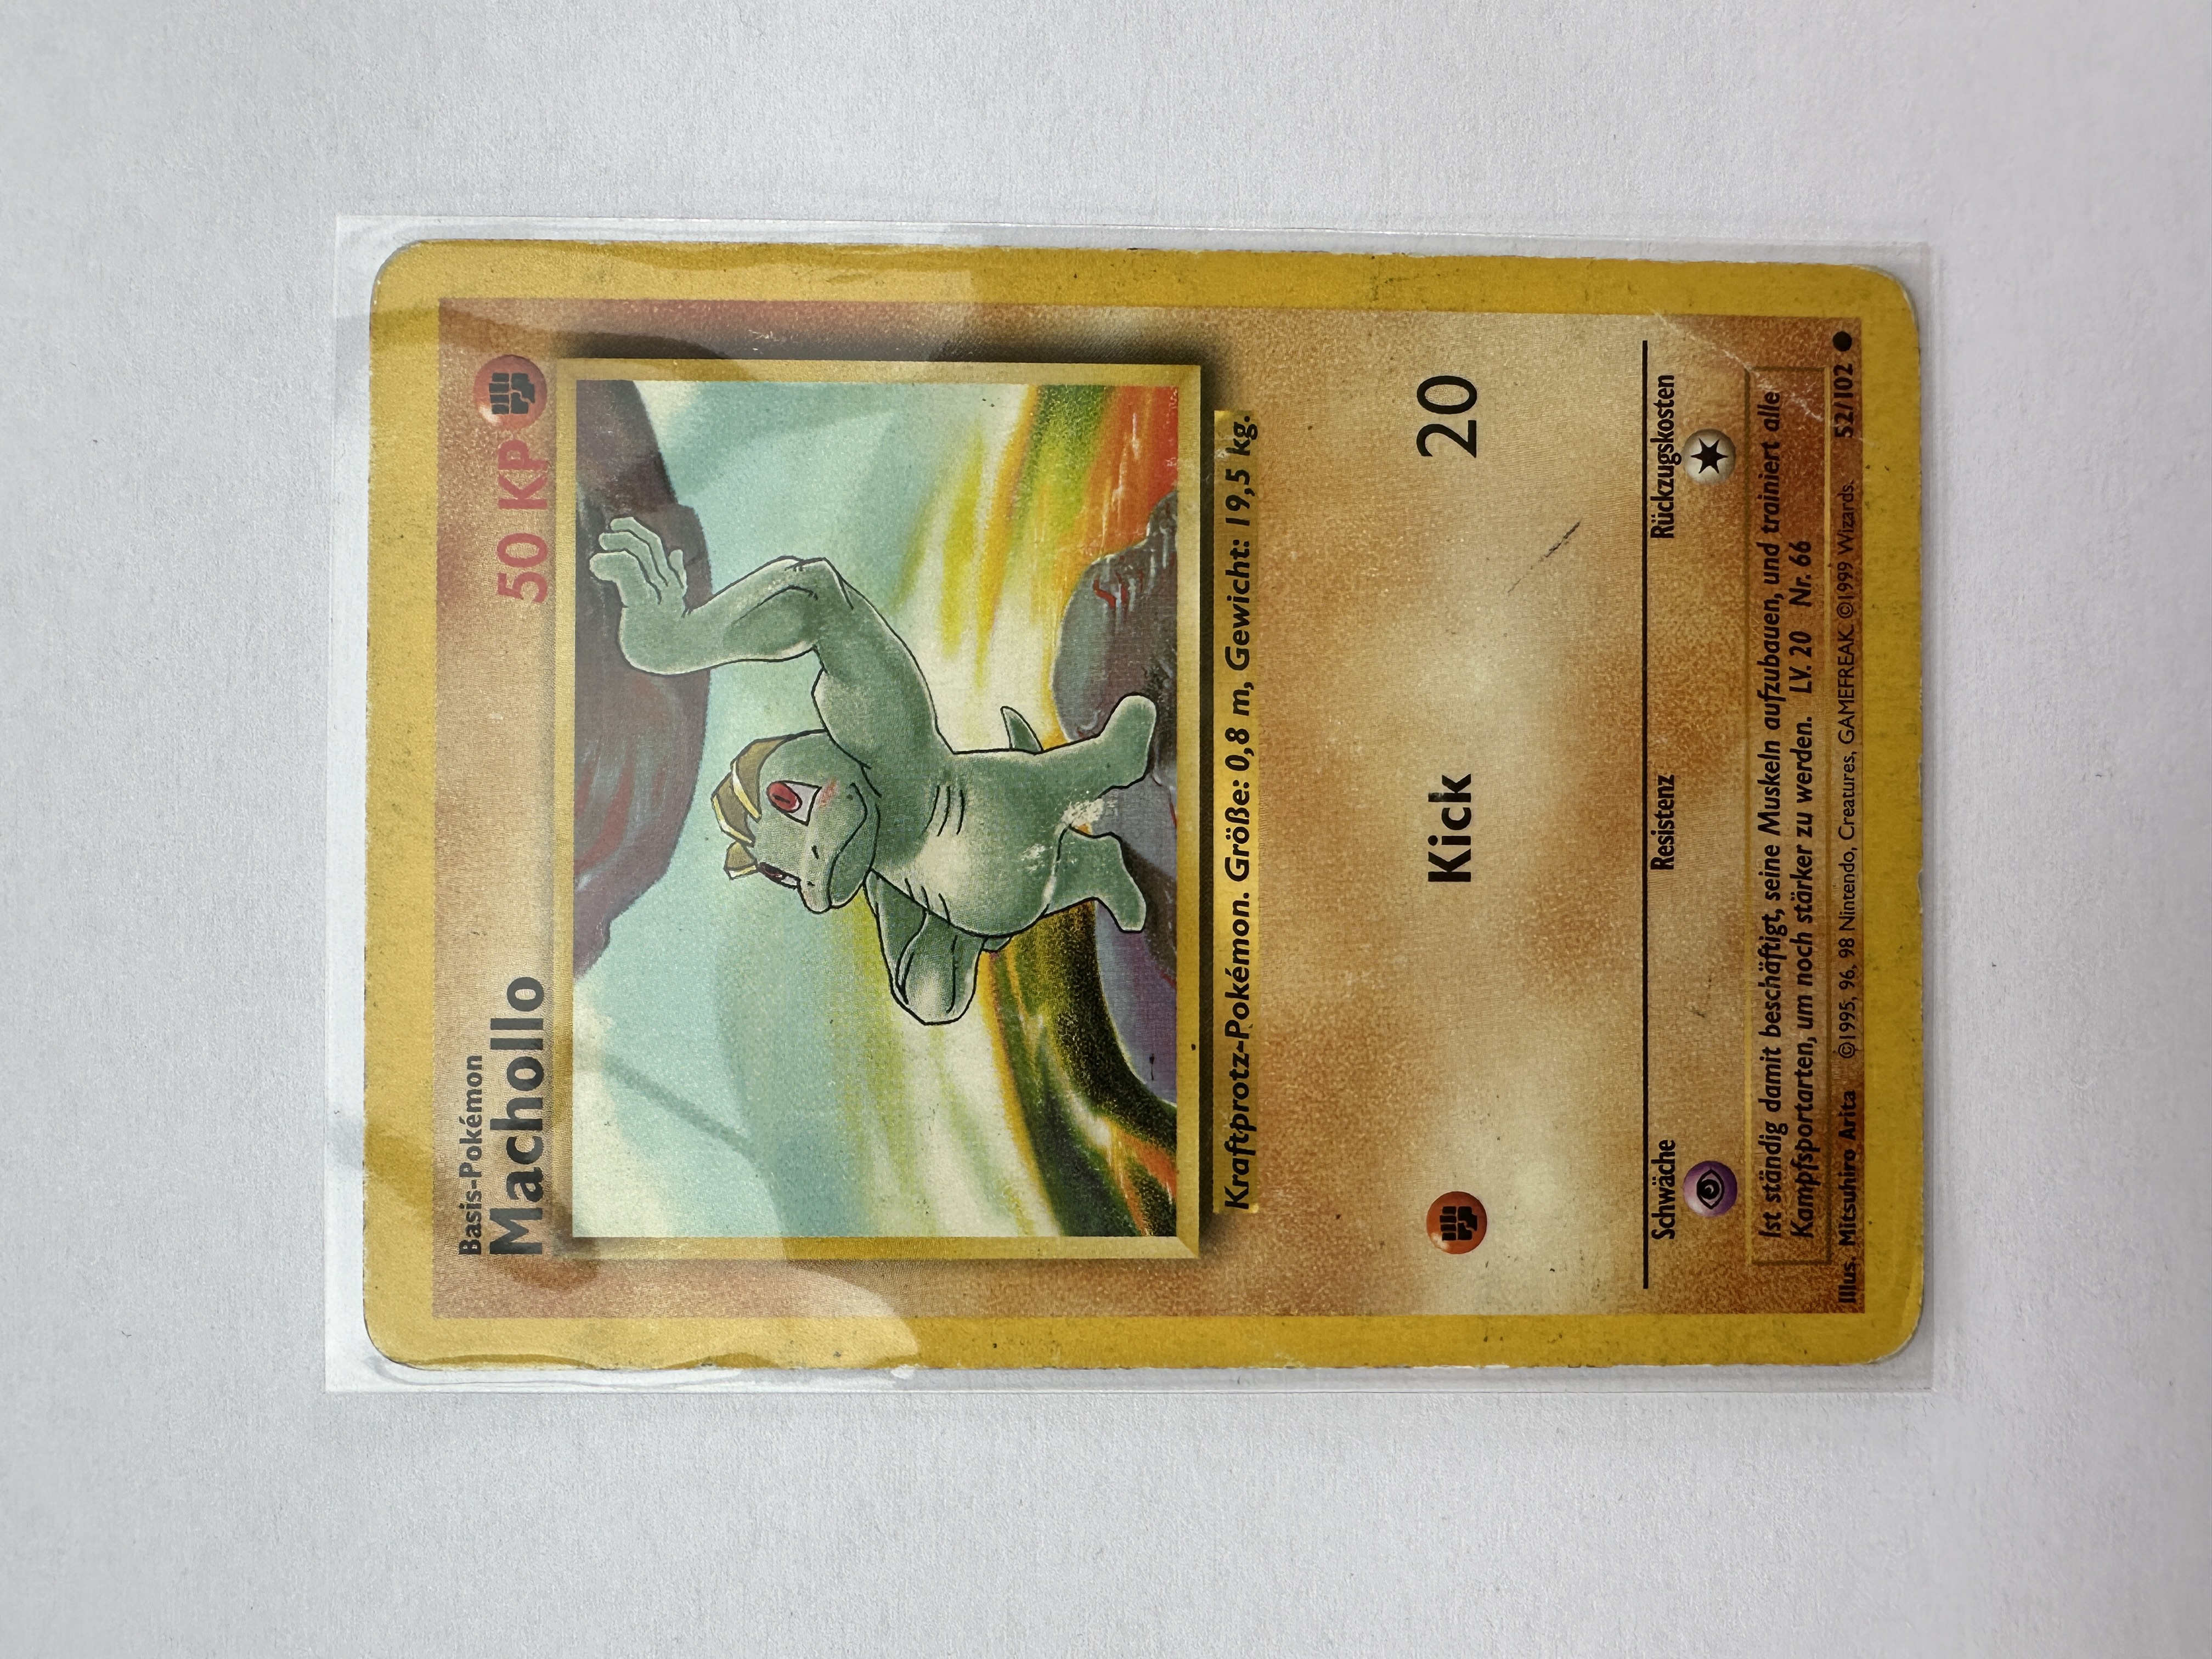 Basis-Pokémon
Machollo
50 KP
Kraftprotz-Pokémon. Größe: 0,8 m, Gewicht: 19,5 kg.
Kick 20
Schwäche Resistenz Rückzugskosten
Ist ständig damit beschäftigt, seine Muskeln aufzubauen, und trainiert alle
Kampfsportarten, um noch stärker zu werden. LV. 20 Nr. 66
Illus. Mitsuhiro Arita ©1995, 96, 98 Nintendo, Creatures, GAMEFREAK. ©1999 Wizards. 52/102